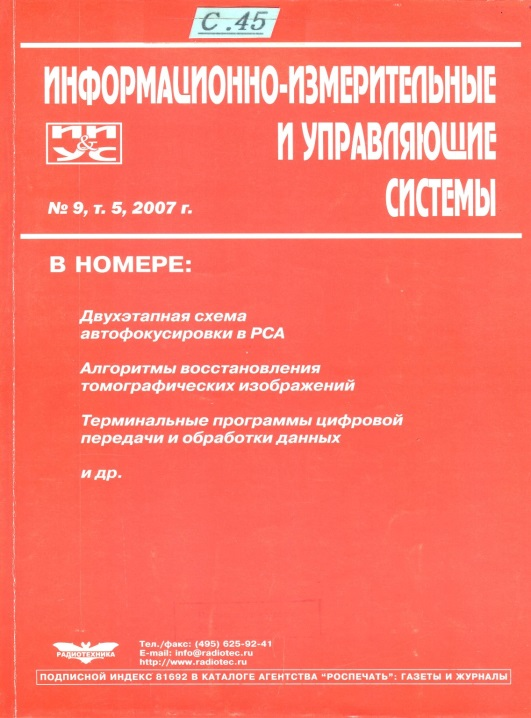 С.45
ИНФОРМАЦИОННО-ИЗМЕРИТЕЛЬНЫЕ
И УПРАВЛЯЮЩИЕ
СИСТЕМЫ
ИИ
&
УС
№ 9, т. 5, 2007 г.
В НОМЕРЕ:
Двухэтапная схема
автофокусировки в РСА
Алгоритмы восстановления
томографических изображений
Терминальные программы цифровой
передачи и обработки данных
и др.
РАДИОТЕХНИКА
Тел./факс: (495) 625-92-41
E-mail: info@radiotec.ru
http://www.radiotec.ru
ПОДПИСНОЙ ИНДЕКС 81692 В КАТАЛОГЕ АГЕНТСТВА "РОСПЕЧАТЬ": ГАЗЕТЫ И ЖУРНАЛЫ